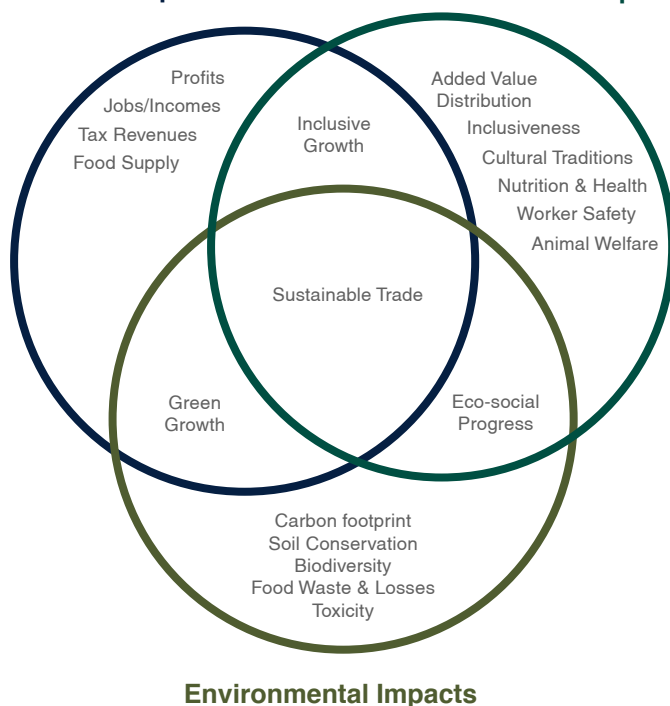 Profits
Jobs/Incomes
Tax Revenues
Food Supply
Inclusive
Growth
Added Value
Distribution
Inclusiveness
Cultural Traditions
Nutrition & Health
Worker Safety
Animal Welfare
Sustainable Trade
Green
Growth
Eco-social
Progress
Carbon footprint
Soil Conservation
Biodiversity
Food Waste & Losses
Toxicity
Environmental Impacts